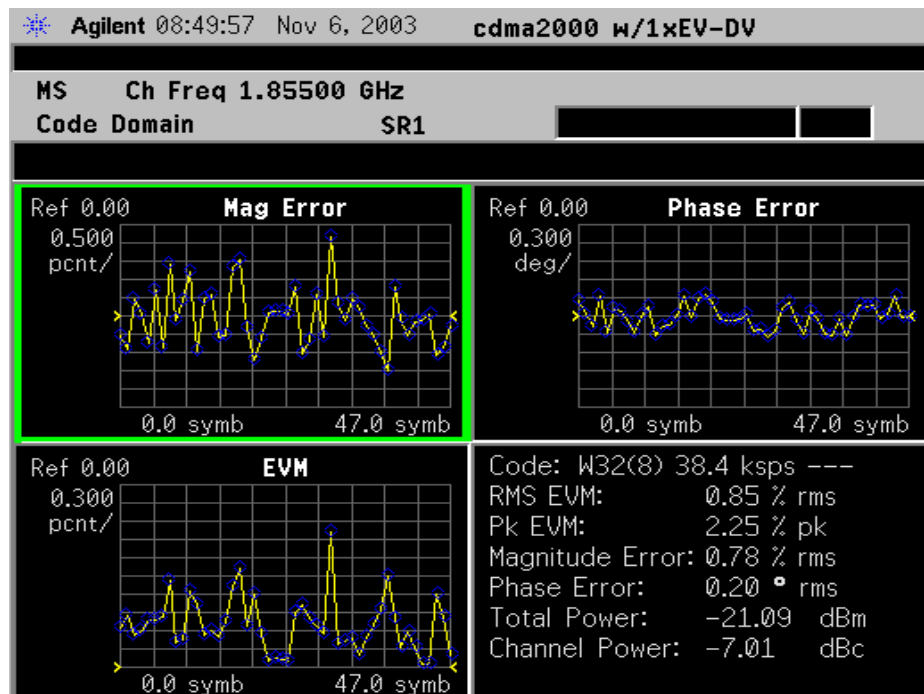 Agilent 08:49:57 Nov 6, 2003 cdma2000 w/1xEV-DV
MS Ch Freq 1.85500 GHz
Code Domain SR1
Ref 0.00 Mag Error
0.500
pcnt/
0.0 symb 47.0 symb
Ref 0.00 Phase Error
0.300
deg/
0.0 symb 47.0 symb
Ref 0.00 EVM
0.300
pcnt/
0.0 symb 47.0 symb
Code: W32(8) 38.4 ksps ---
RMS EVM: 0.85 % rms
Pk EVM: 2.25 % pk
Magnitude Error: 0.78 % rms
Phase Error: 0.20 ° rms
Total Power: -21.09 dBm
Channel Power: -7.01 dBc